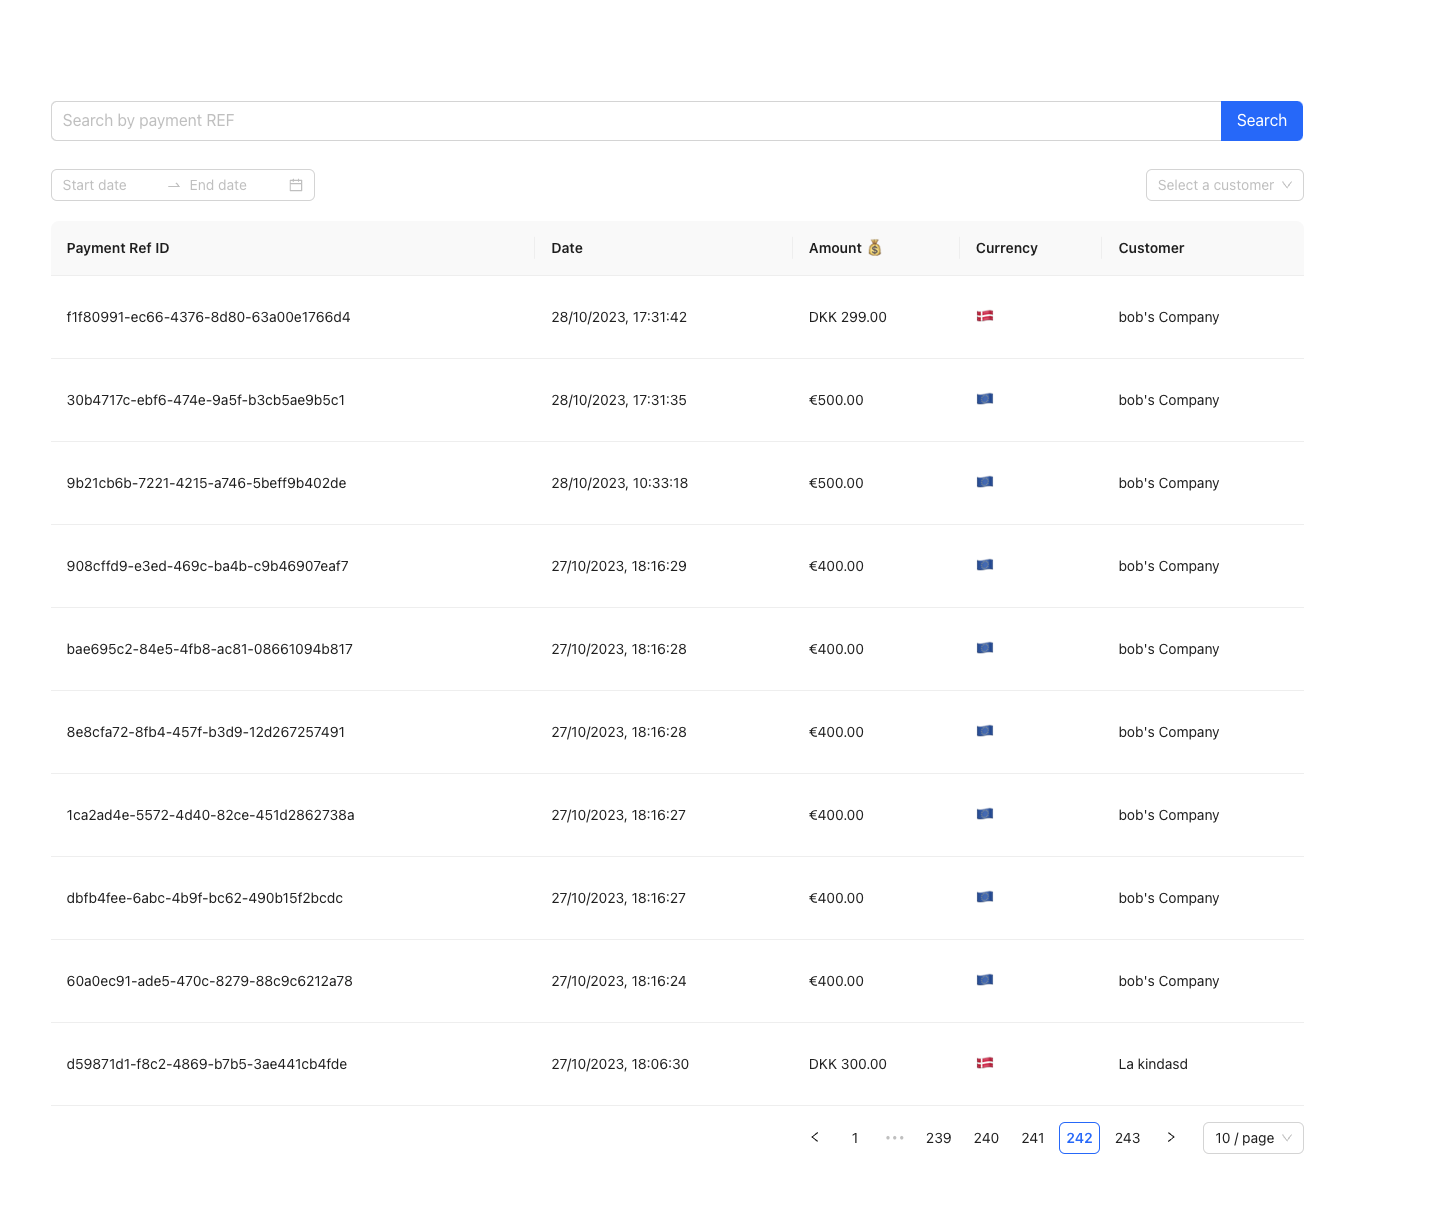 Search by payment REF Search
Start date End date Select a customer
Payment Ref ID Date Amount Currency Customer
f1f80991-ec66-4376-8d80-63a00e1766d4 28/10/2023, 17:31:42 DKK 299.00 bob's Company
30b4717c-ebf6-474e-9a5f-b3cb5ae9b5c1 28/10/2023, 17:31:35 €500.00 bob's Company
9b21cb6b-7221-4215-a746-5beff9b402de 28/10/2023, 10:33:18 €500.00 bob's Company
908cffd9-e3ed-469c-ba4b-c9b46907eaf7 27/10/2023, 18:16:29 €400.00 bob's Company
bae695c2-84e5-4fb8-ac81-08661094b817 27/10/2023, 18:16:28 €400.00 bob's Company
8e8cfa72-8fb4-457f-b3d9-12d267257491 27/10/2023, 18:16:28 €400.00 bob's Company
1ca2ad4e-5572-4d40-82ce-451d2862738a 27/10/2023, 18:16:27 €400.00 bob's Company
dbfb4fee-6abc-4b9f-bc62-490b15f2bcdc 27/10/2023, 18:16:27 €400.00 bob's Company
60a0ec91-ade5-470c-8279-88c9c6212a78 27/10/2023, 18:16:24 €400.00 bob's Company
d59871d1-f8c2-4869-b7b5-3ae441cb4fde 27/10/2023, 18:06:30 DKK 300.00 La kindasd
< 1 ••• 239 240 241 242 243 > 10 / page